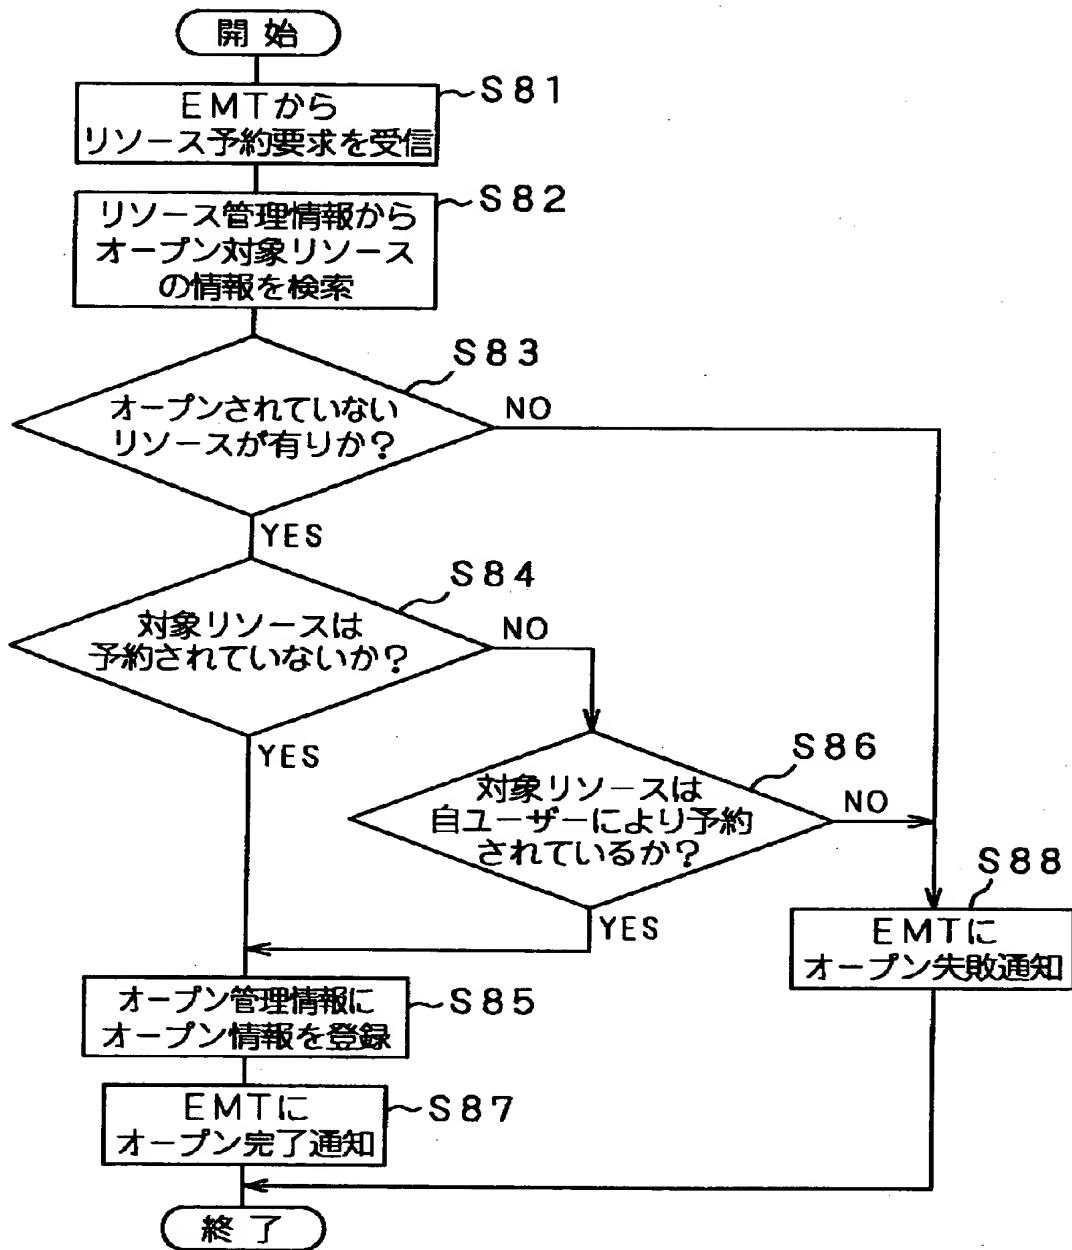 開始
EMTから
リソース予約要求を受信
S81
リソース管理情報から
オープン対象リソース
の情報を検索
S82
オープンされていない
リソースが有りか?
S83
NO
YES
対象リソースは
予約されていないか?
S84
NO
YES
対象リソースは
自ユーザーにより予約
されているか?
S86
NO
YES
EMTに
オープン失敗通知
S88
オープン管理情報に
オープン情報を登録
S85
EMTに
オープン完了通知
S87
終了